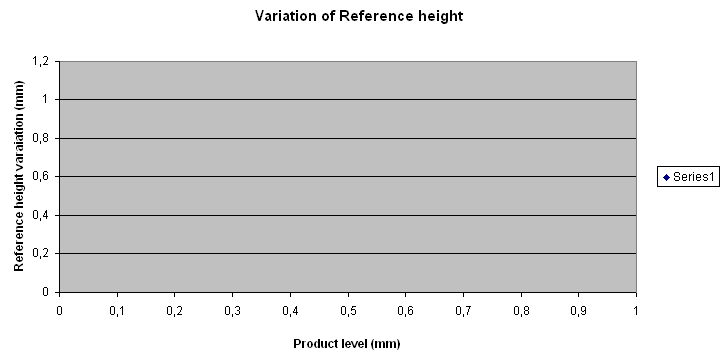 Variation of Reference height
Reference height varaiation (mm)
1,2
1
0,8
0,6
0,4
0,2
0
0 0,1 0,2 0,3 0,4 0,5 0,6 0,7 0,8 0,9 1
Product level (mm)
Series1